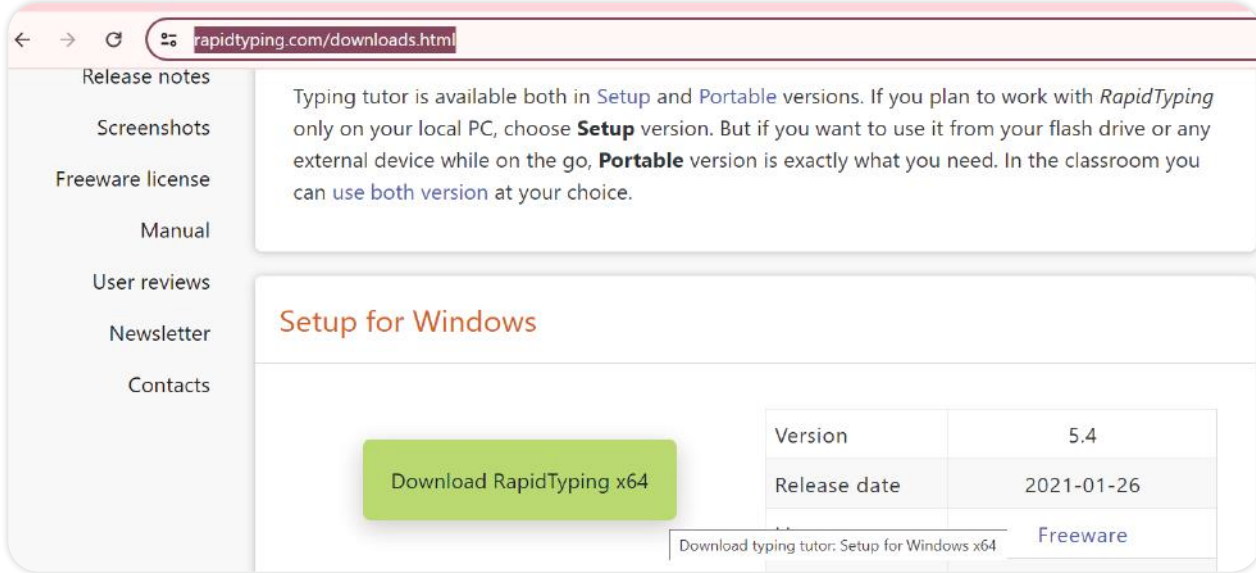 rapidtyping.com/downloads.html
Release notes
Screenshots
Freeware license
Manual
User reviews
Newsletter
Contacts
Typing tutor is available both in Setup and Portable versions. If you plan to work with RapidTyping
only on your local PC, choose Setup version. But if you want to use it from your flash drive or any
external device while on the go, Portable version is exactly what you need. In the classroom you
can use both version at your choice.
Setup for Windows
Download RapidTyping x64
Version 5.4
Release date 2021-01-26
Freeware
Download typing tutor: Setup for Windows x64